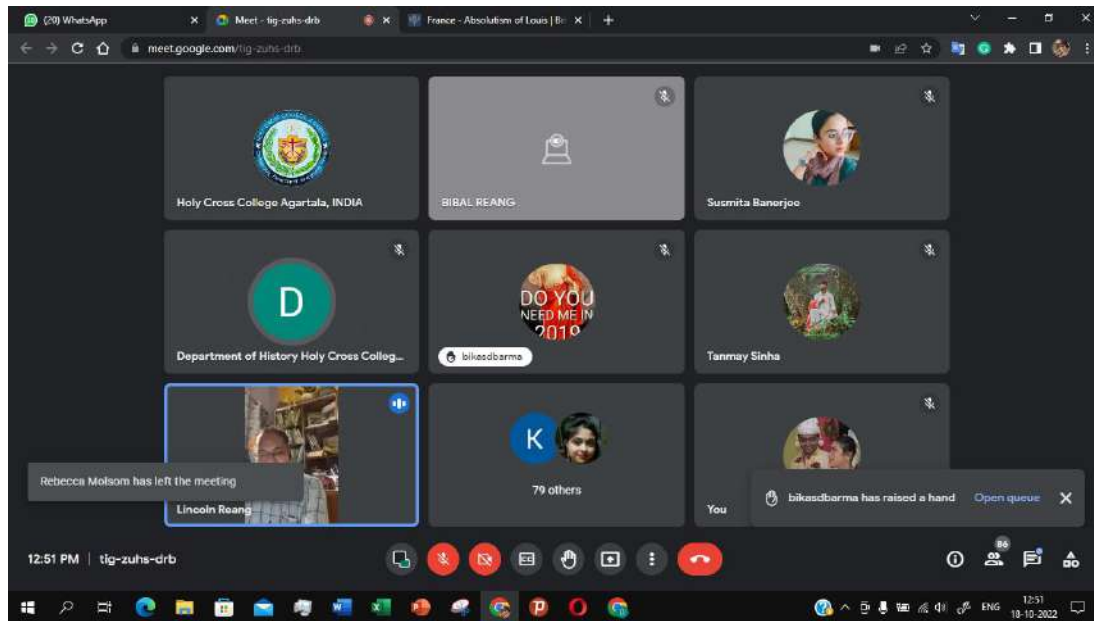 (20) WhatsApp
Meet - tig-zuhs-drb
France - Absolutism of Louis | Br
meet.google.com/tig-zuhs-drb
Holy Cross College Agartala, INDIA
BIBAL REANG
Susmita Banerjee
D
Department of History Holy Cross Colleg...
DO YOU
NEED ME IN
2019
bikasdbarma
Tanmay Sinha
Rebecca Molsom has left the meeting
Lincoln Reang
K
79 others
You
bikasdbarma has raised a hand Open queue
12:51 PM | tig-zuhs-drb
86
ENG
12:51
18-10-2022